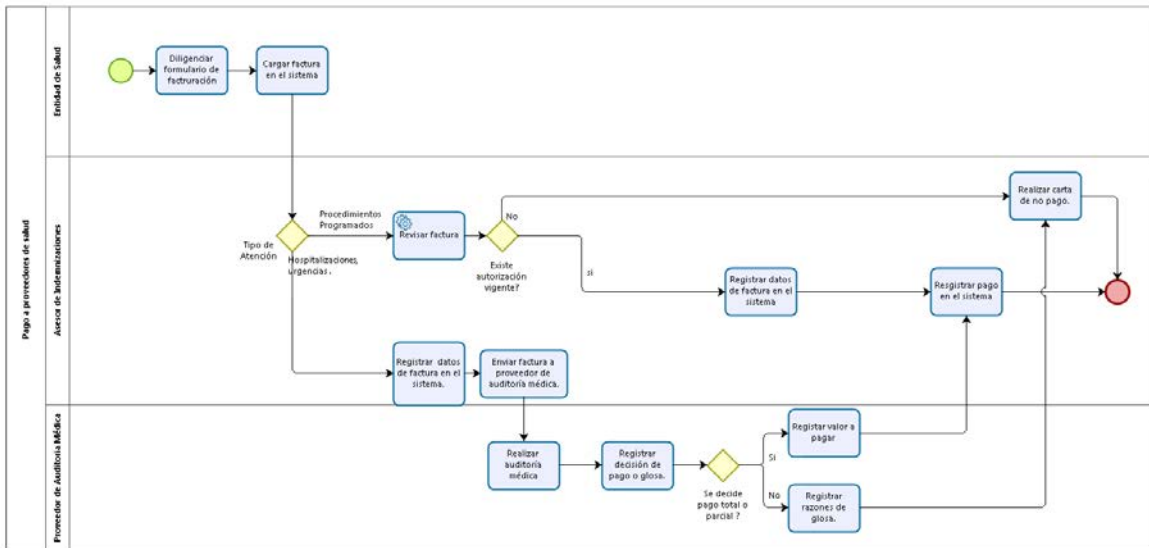 Pago a proveedores de salud
Entidad de Salud
Diligenciar
formulario de
factruración
Cargar factura
en el sistema
Asesor de Indemnizaciones
Tipo de
Atención
Procedimientos
Programados
Hospitalizaciones,
urgencias .
Revisar factura
No
Existe
autorización
vigente?
si
Registrar datos
de factura en el
sistema
Resgistrar pago
en el sistema
Realizar carta
de no pago.
Registrar datos
de factura en el
sistema.
Enviar factura a
proveedor de
auditoría médica.
Proveedor de Auditoría Médica
Realizar
auditoría
médica
Registrar
decisión de
pago o glosa.
Se decide
pago total o
parcial ?
Si
Registar valor a
pagar
No
Registrar
razones de
glosa.